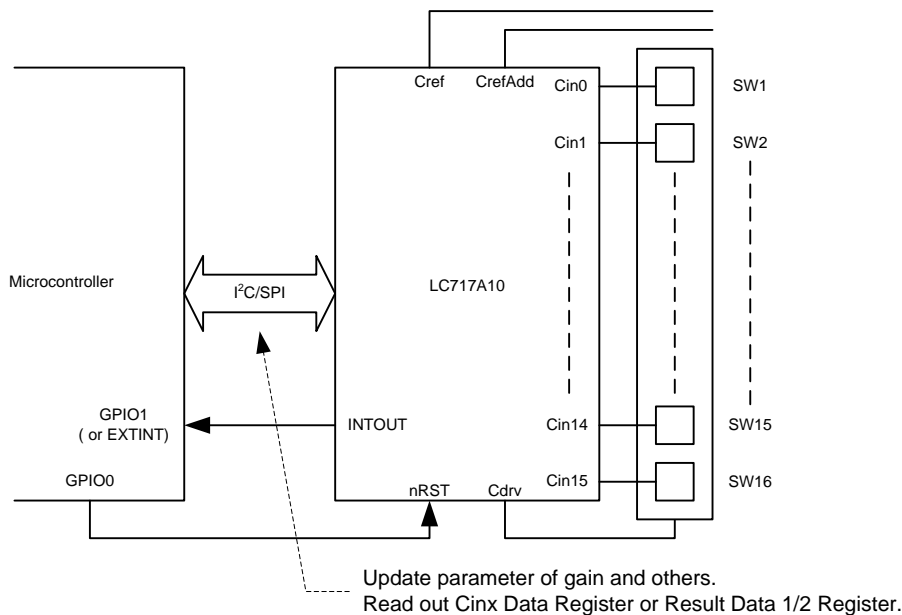 Cref
CrefAdd
Cin0
SW1
Cin1
SW2
Microcontroller
I²C/SPI
LC717A10
GPIO1
( or EXTINT)
INTOUT
Cin14
SW15
GPIO0
nRST
Cdrv
Cin15
SW16
Update parameter of gain and others.
Read out Cinx Data Register or Result Data 1/2 Register.